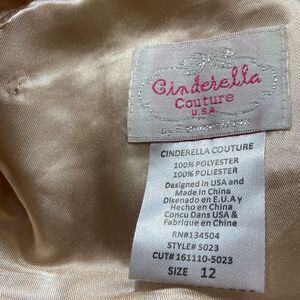 Cinderella
Couture
U.S.A.
CINDERELLA COUTURE
100% POLYESTER
100% POLIESTER
Designed in USA and
Made in China
Disenado en E.U.A y
Hecho en China
Concu Dans USA &
Fabrique en Chine
RN#134504
STYLE# 5023
CUT# 161110-5023
SIZE 12